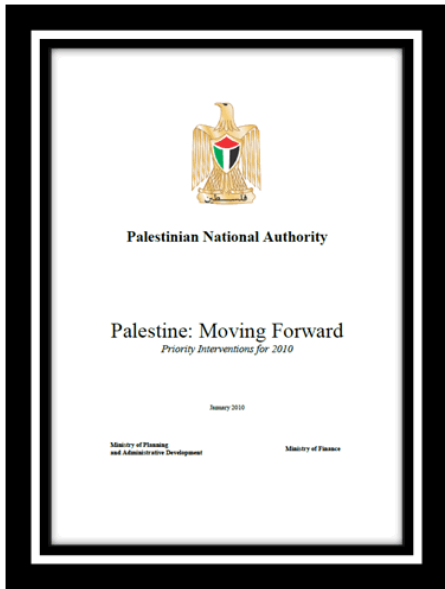 فلسطين
Palestinian National Authority
Palestine: Moving Forward
Priority Interventions for 2010
January 2010
Ministry of Planning
and Administrative Development
Ministry of Finance